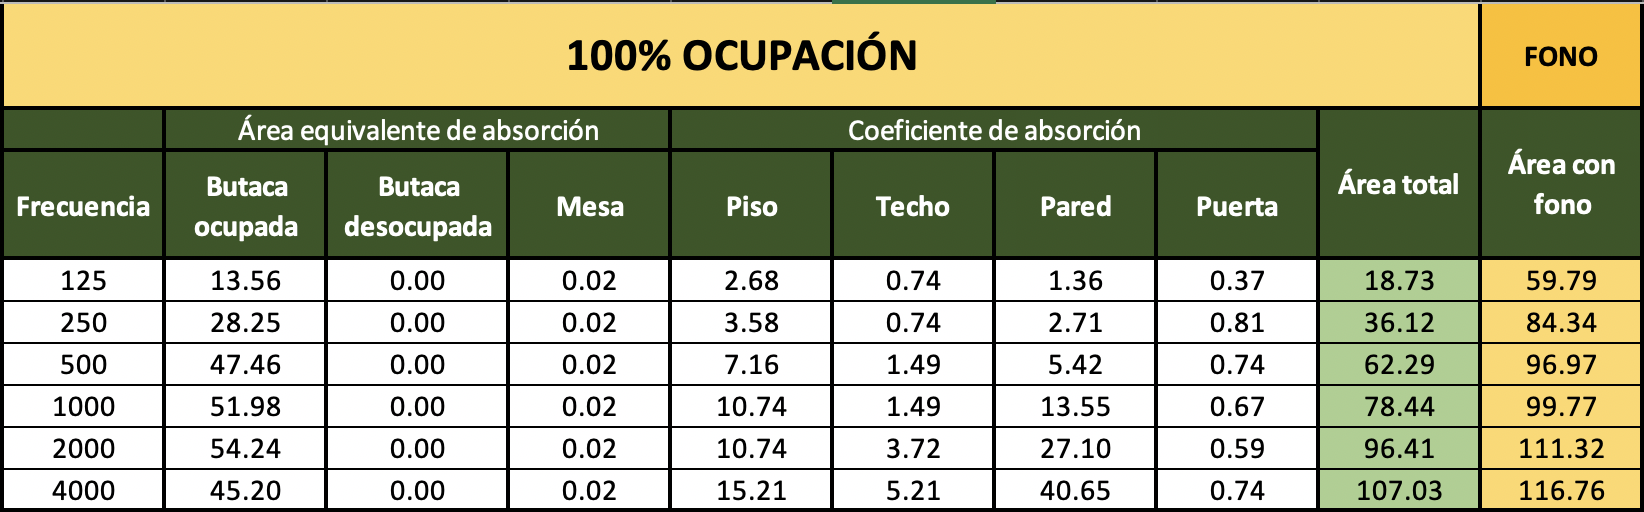 100% OCUPACIÓN FONO
Área equivalente de absorción Coeficiente de absorción
Frecuencia Butaca ocupada Butaca desocupada Mesa Piso Techo Pared Puerta Área total Área con fono
125 13.56 0.00 0.02 2.68 0.74 1.36 0.37 18.73 59.79
250 28.25 0.00 0.02 3.58 0.74 2.71 0.81 36.12 84.34
500 47.46 0.00 0.02 7.16 1.49 5.42 0.74 62.29 96.97
1000 51.98 0.00 0.02 10.74 1.49 13.55 0.67 78.44 99.77
2000 54.24 0.00 0.02 10.74 3.72 27.10 0.59 96.41 111.32
4000 45.20 0.00 0.02 15.21 5.21 40.65 0.74 107.03 116.76